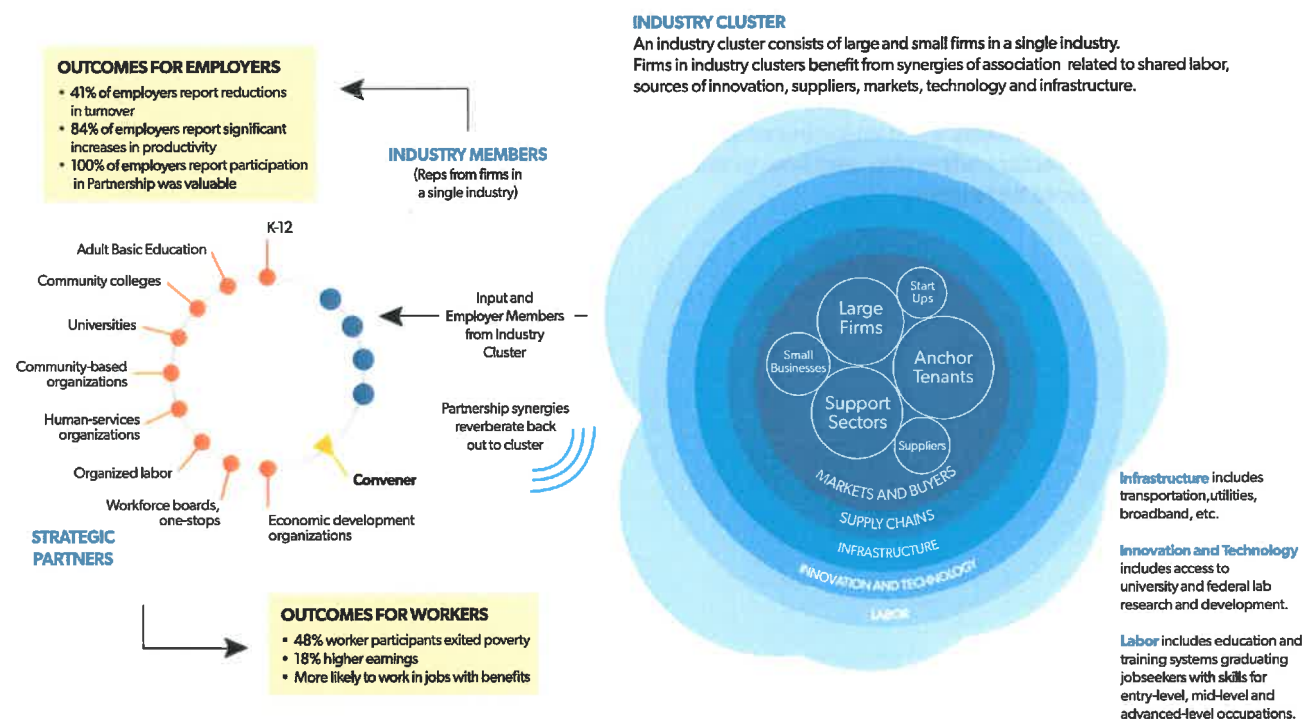 INDUSTRY CLUSTER
An industry cluster consists of large and small firms in a single industry.
Firms in industry clusters benefit from synergies of association related to shared labor,
sources of innovation, suppliers, markets, technology and infrastructure.
OUTCOMES FOR EMPLOYERS
• 41% of employers report reductions
in turnover
• 84% of employers report significant
increases in productivity
• 100% of employers report participation
in Partnership was valuable
INDUSTRY MEMBERS
(Reps from firms in
a single industry)
K-12
Adult Basic Education
Community colleges
Universities
Community-based
organizations
Human-services
organizations
Organized labor
Workforce boards,
one-stops
Economic development
organizations
Convener
STRATEGIC
PARTNERS
Input and
Employer Members
from Industry
Cluster
Partnership synergies
reverberate back
out to cluster
OUTCOMES FOR WORKERS
• 48% worker participants exited poverty
• 18% higher earnings
• More likely to work in jobs with benefits
Start
Ups
Large
Firms
Small
Businesses
Anchor
Tenants
Support
Sectors
Suppliers
MARKETS AND BUYERS
SUPPLY CHAINS
INFRASTRUCTURE
INNOVATION AND TECHNOLOGY
LABOR
Infrastructure includes
transportation, utilities,
broadband, etc.
Innovation and Technology
includes access to
university and federal lab
research and development.
Labor includes education and
training systems graduating
jobseekers with skills for
entry-level, mid-level and
advanced-level occupations.